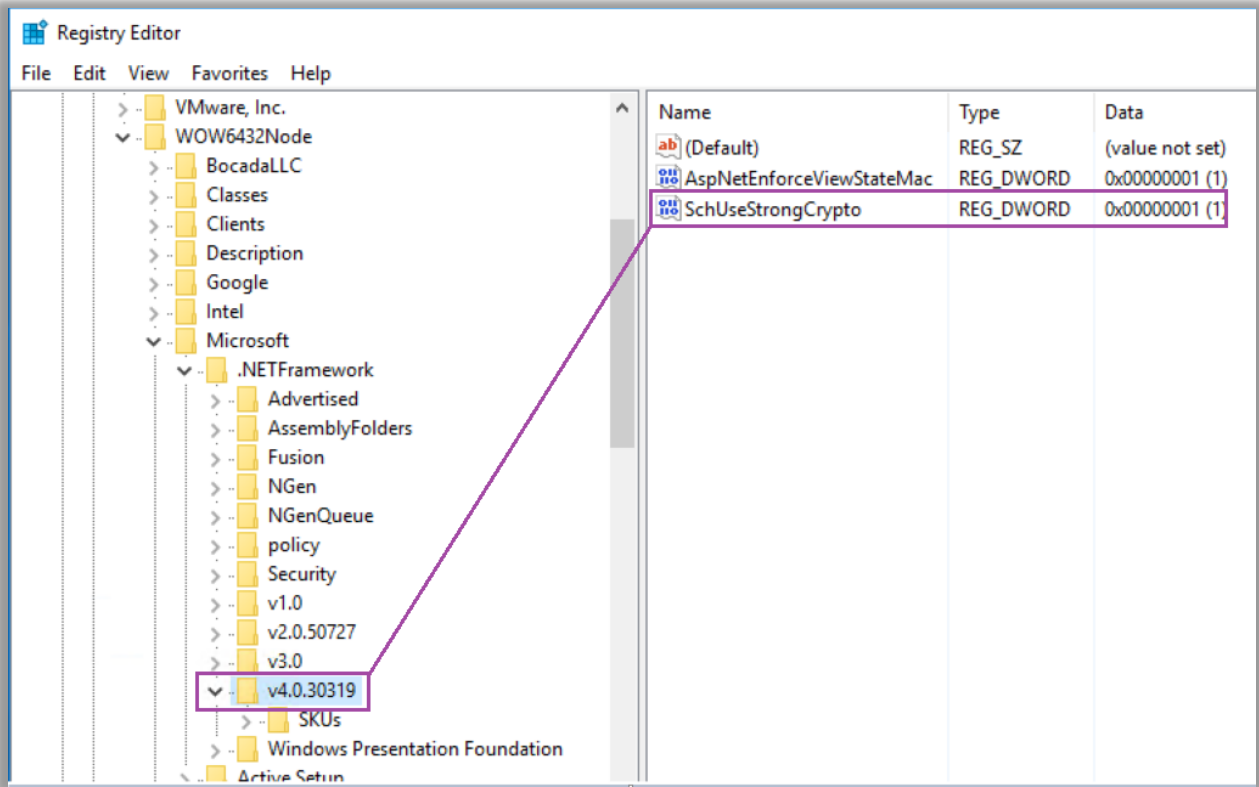 Registry Editor
File Edit View Favorites Help
VMware, Inc.
WOW6432Node
BocadaLLC
Classes
Clients
Description
Google
Intel
Microsoft
.NETFramework
Advertised
AssemblyFolders
Fusion
NGen
NGenQueue
policy
Security
v1.0
v2.0.50727
v3.0
v4.0.30319
SKUs
Windows Presentation Foundation
Active Setup
Name Type Data
(Default) REG_SZ (value not set)
AspNetEnforceViewStateMac REG_DWORD 0x00000001 (1)
SchUseStrongCrypto REG_DWORD 0x00000001 (1)